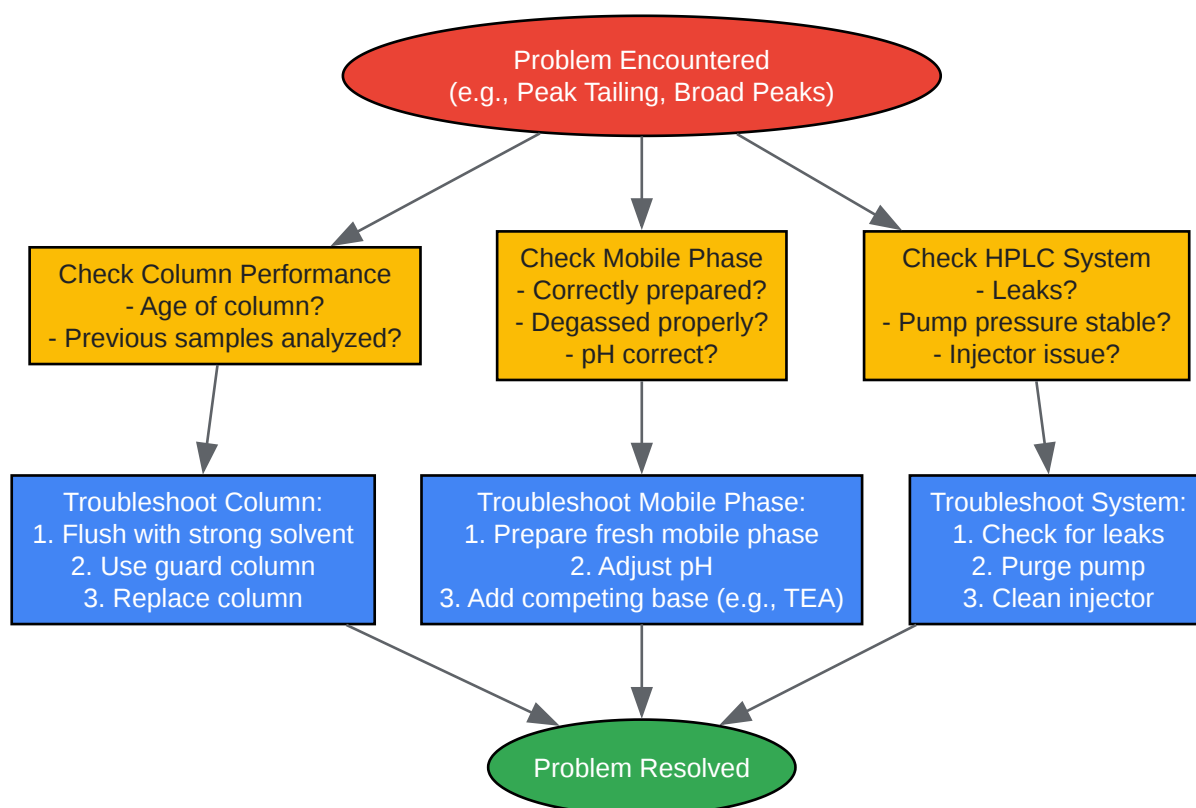 Problem Encountered
(e.g., Peak Tailing, Broad Peaks)
Check Column Performance
- Age of column?
- Previous samples analyzed?
Check Mobile Phase
- Correctly prepared?
- Degassed properly?
- pH correct?
Check HPLC System
- Leaks?
- Pump pressure stable?
- Injector issue?
Troubleshoot Column:
1. Flush with strong solvent
2. Use guard column
3. Replace column
Troubleshoot Mobile Phase:
1. Prepare fresh mobile phase
2. Adjust pH
3. Add competing base (e.g., TEA)
Troubleshoot System:
1. Check for leaks
2. Purge pump
3. Clean injector
Problem Resolved